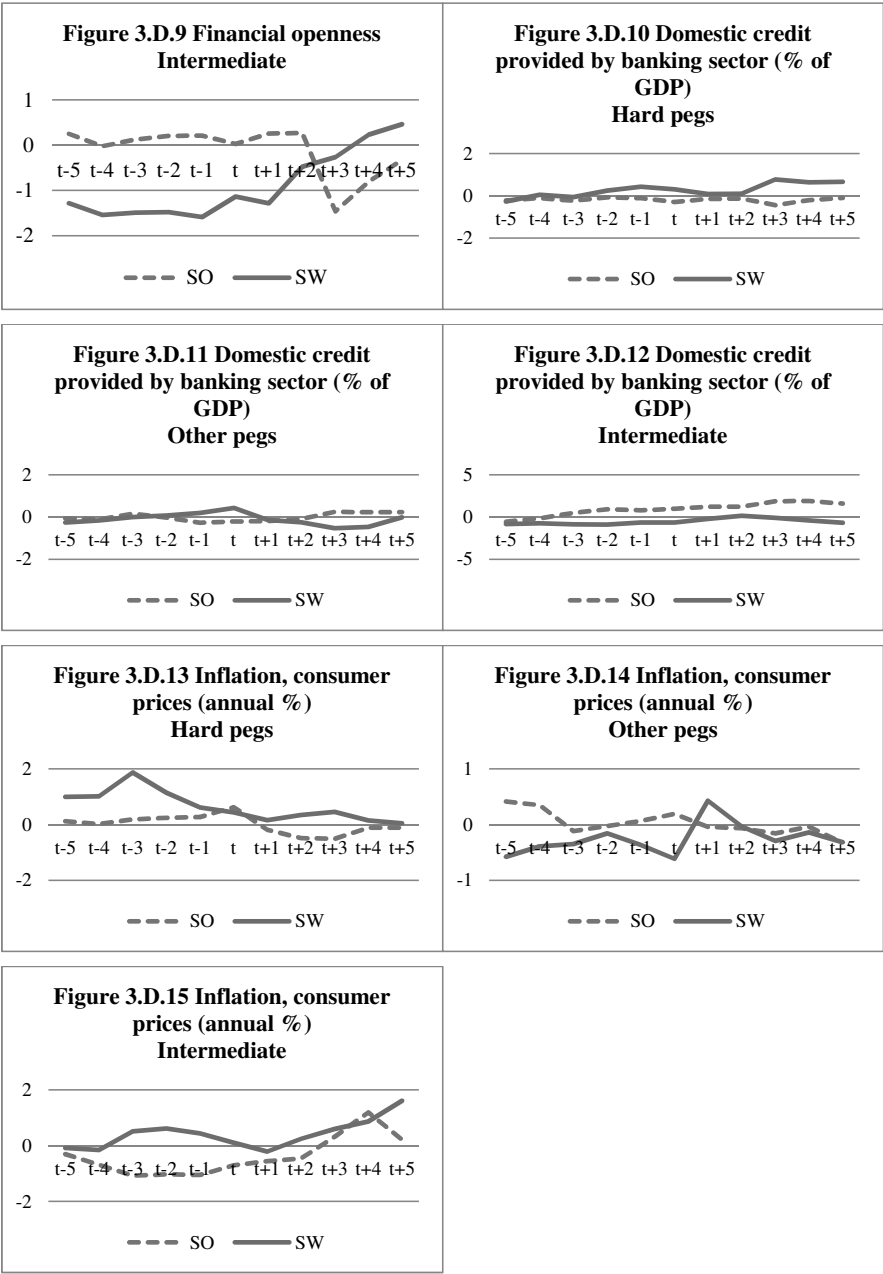 Figure 3.D.9 Financial openness
Intermediate
1
0
-1
-2
t-5 t-4 t-3 t-2 t-1 t t+1 t+2 t+3 t+4 t+5
SO SW
Figure 3.D.10 Domestic credit
provided by banking sector (% of
GDP)
Hard pegs
2
0
-2
t-5 t-4 t-3 t-2 t-1 t t+1 t+2 t+3 t+4 t+5
SO SW
Figure 3.D.11 Domestic credit
provided by banking sector (% of
GDP)
Other pegs
2
0
-2
t-5 t-4 t-3 t-2 t-1 t t+1 t+2 t+3 t+4 t+5
SO SW
Figure 3.D.12 Domestic credit
provided by banking sector (% of
GDP)
Intermediate
5
0
-5
t-5 t-4 t-3 t-2 t-1 t t+1 t+2 t+3 t+4 t+5
SO SW
Figure 3.D.13 Inflation, consumer
prices (annual %)
Hard pegs
2
0
-2
t-5 t-4 t-3 t-2 t-1 t t+1 t+2 t+3 t+4 t+5
SO SW
Figure 3.D.14 Inflation, consumer
prices (annual %)
Other pegs
1
0
-1
t-5 t-4 t-3 t-2 t-1 t t+1 t+2 t+3 t+4 t+5
SO SW
Figure 3.D.15 Inflation, consumer
prices (annual %)
Intermediate
2
0
-2
t-5 t-4 t-3 t-2 t-1 t t+1 t+2 t+3 t+4 t+5
SO SW